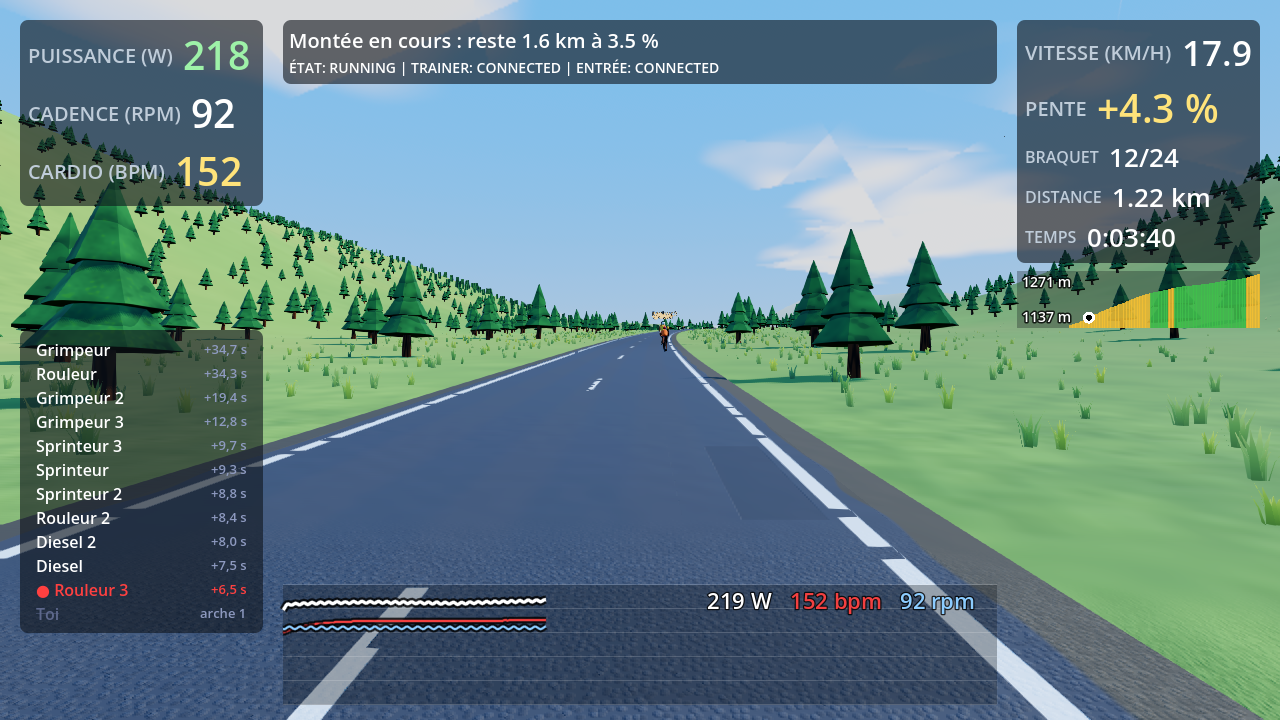 PUISSANCE (W) 218
CADENCE (RPM) 92
CARDIO (BPM) 152
Montée en cours : reste 1.6 km à 3.5 %
ÉTAT: RUNNING | TRAINER: CONNECTED | ENTRÉE: CONNECTED
VITESSE (KM/H) 17.9
PENTE +4.3 %
BRAQUET 12/24
DISTANCE 1.22 km
TEMPS 0:03:40
1271 m
1137 m
Grimpeur +34,7 s
Rouleur +34,3 s
Grimpeur 2 +19,4 s
Grimpeur 3 +12,8 s
Sprinteur 3 +9,7 s
Sprinteur +9,3 s
Sprinteur 2 +8,8 s
Rouleur 2 +8,4 s
Diesel 2 +8,0 s
Diesel +7,5 s
Rouleur 3 +6,5 s
Toi arche 1
219 W 152 bpm 92 rpm